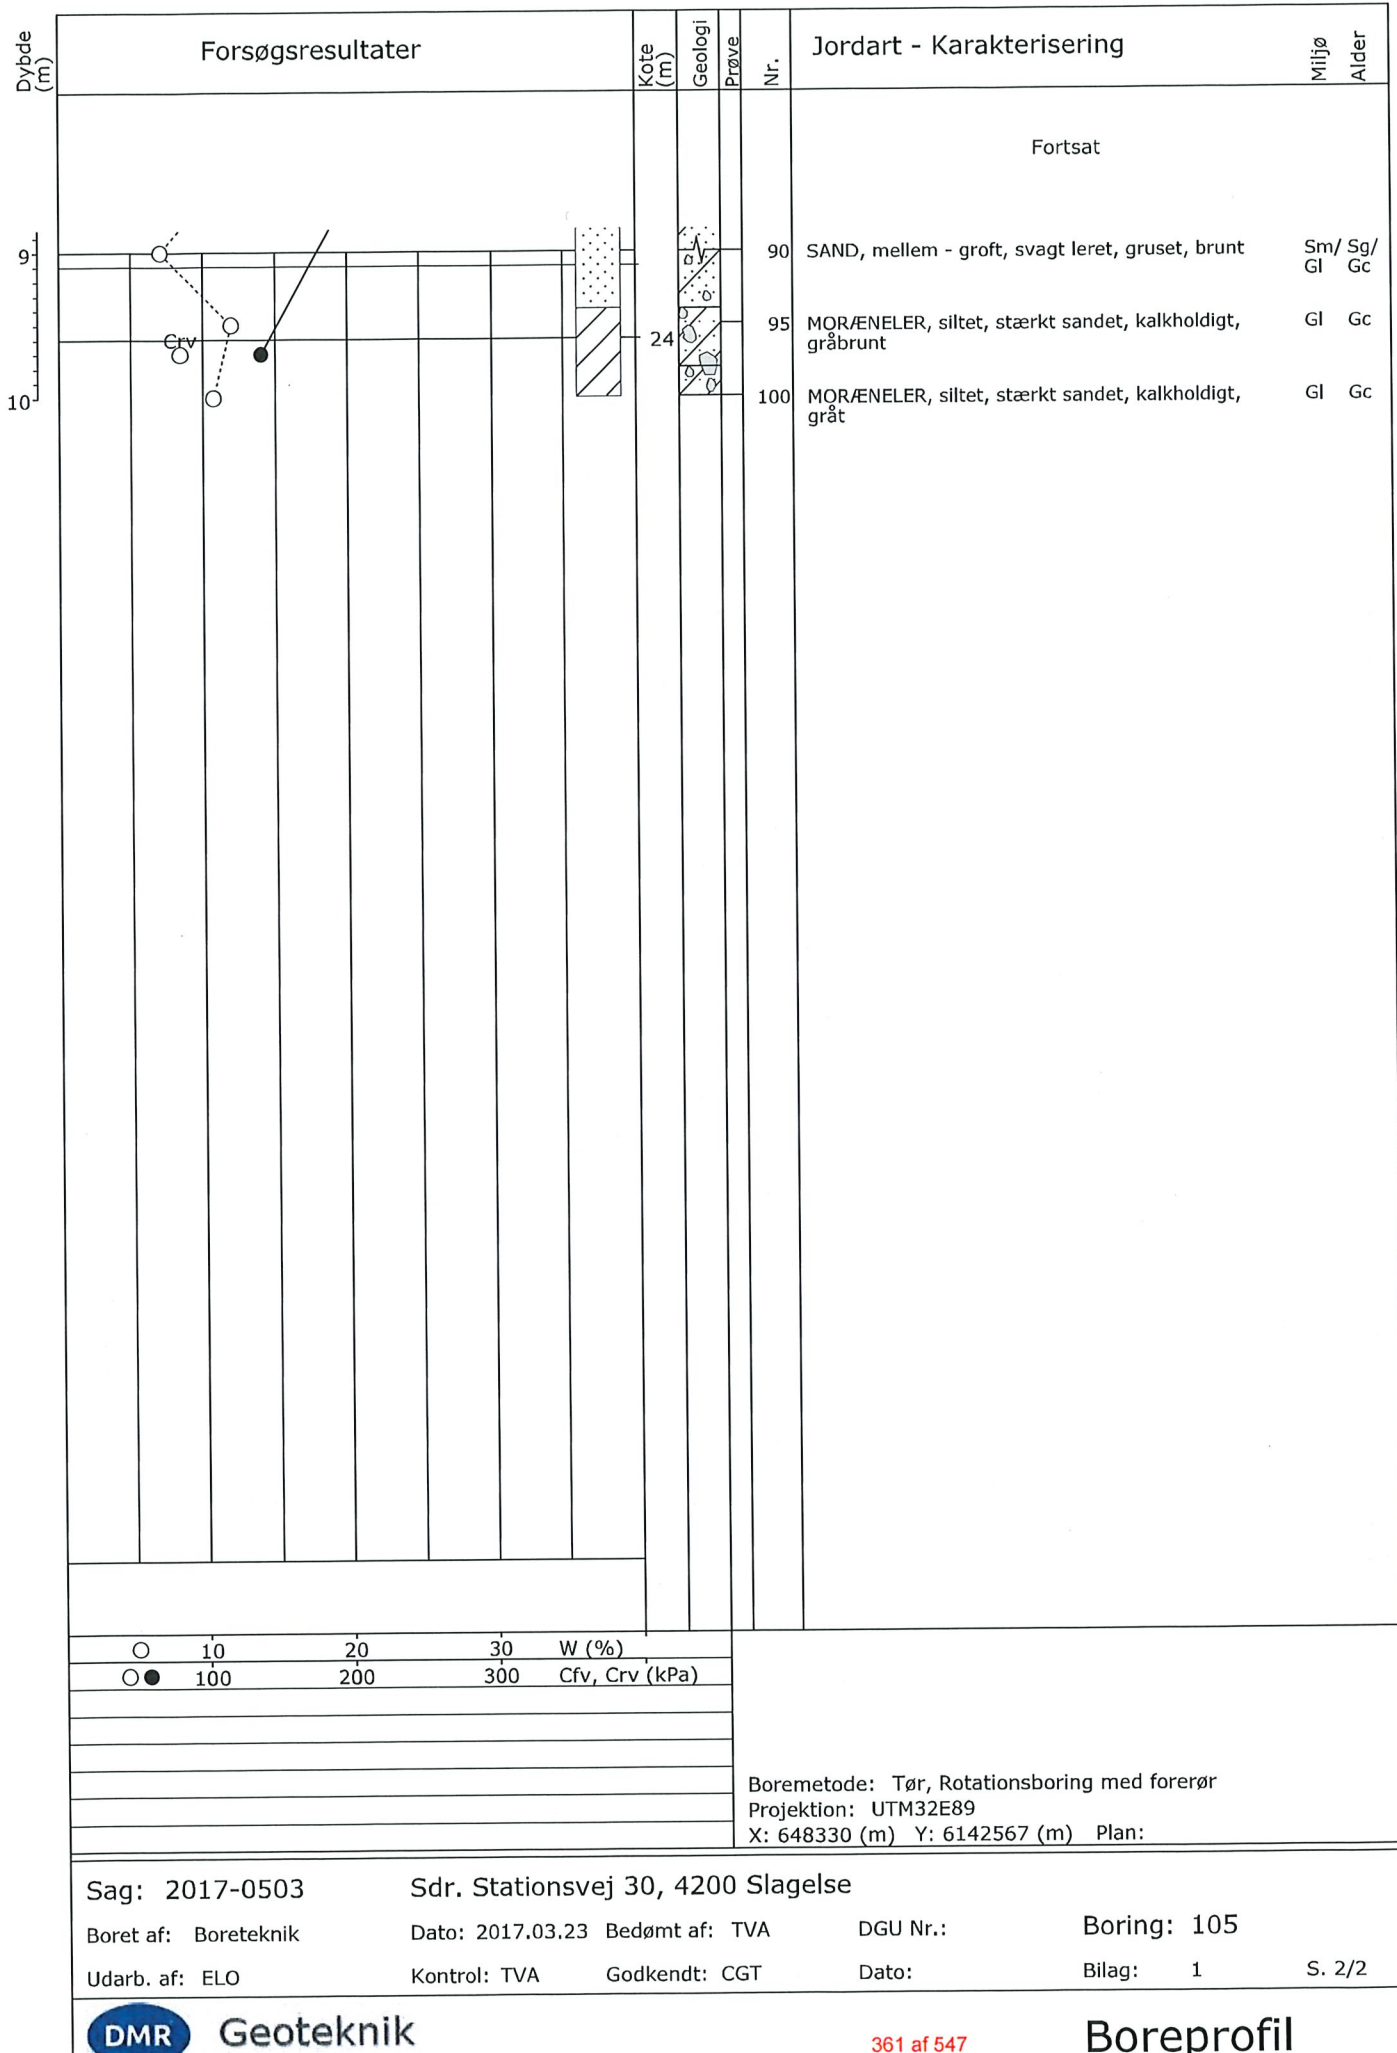 Dybde (m)
Forsøgsresultater
Kote (m)
Geologi
Prøve
Nr.
Jordart - Karakterisering
Miljø
Alder
Fortsat
9
90 SAND, mellem - groft, svagt leret, gruset, brunt Sm/ Sg/
Gl Gc
95 MORÆNELER, siltet, stærkt sandet, kalkholdigt, Gl Gc
gråbrunt
Crv
24
10
100 MORÆNELER, siltet, stærkt sandet, kalkholdigt, Gl Gc
gråt
10 20 30 W (%)
100 200 300 Cfv, Crv (kPa)
Boremetode: Tør, Rotationsboring med forerør
Projektion: UTM32E89
X: 648330 (m) Y: 6142567 (m) Plan:
Sag: 2017-0503 Sdr. Stationsvej 30, 4200 Slagelse
Boret af: Boreteknik Dato: 2017.03.23 Bedømt af: TVA DGU Nr.: Boring: 105
Udarb. af: ELO Kontrol: TVA Godkendt: CGT Dato: Bilag: 1 S. 2/2
DMR Geoteknik
361 af 547
Boreprofil